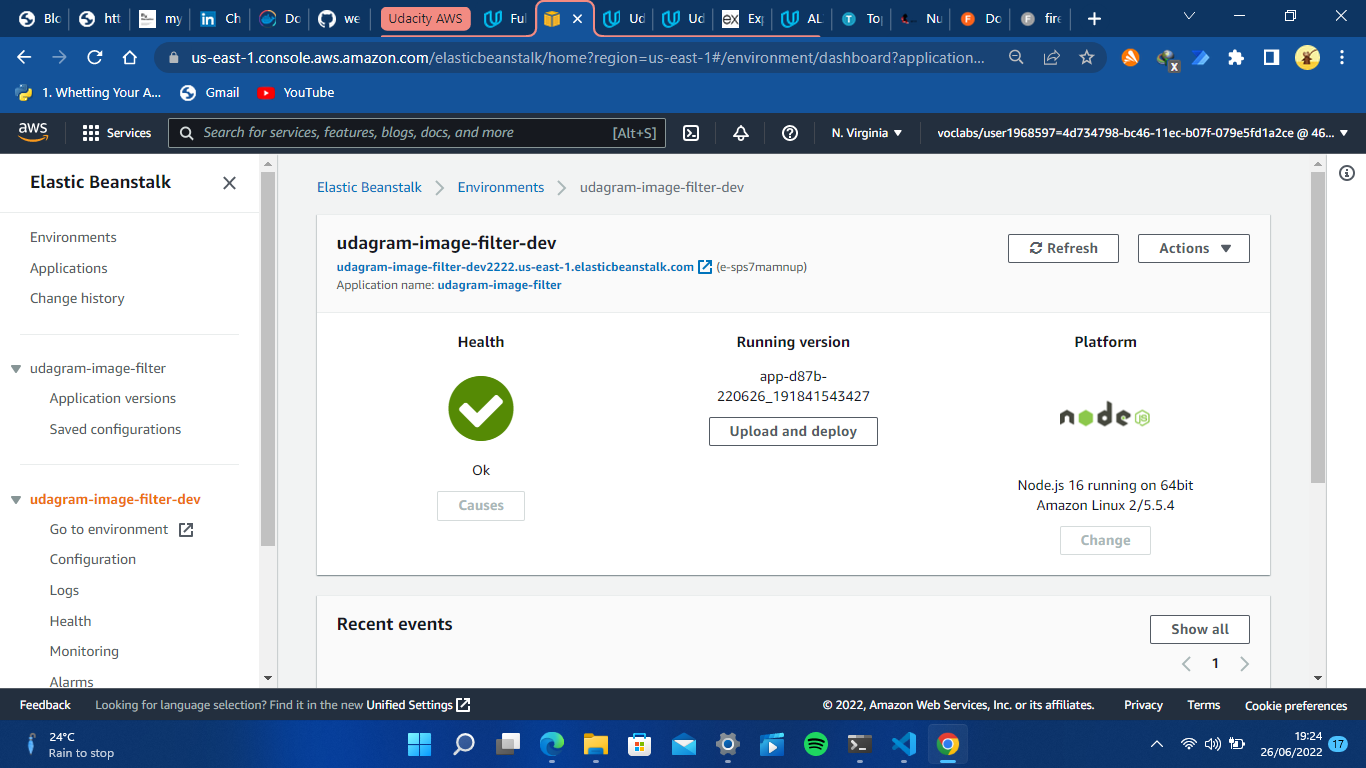 Blo
htt
my
Ch
Do
we
Udacity AWS
Ful
Ud
Ud
ex
Exp
AL
T
Top
Nu
Do
fire
us-east-1.console.aws.amazon.com/elasticbeanstalk/home?region=us-east-1#/environment/dashboard?application...
1. Whetting Your A...
Gmail
YouTube
aws
Services
Search for services, features, blogs, docs, and more
[Alt+S]
N. Virginia
voclabs/user1968597=4d734798-bc46-11ec-b07f-079e5fd1a2ce @ 46...
Elastic Beanstalk
Environments
Applications
Change history
udagram-image-filter
Application versions
Saved configurations
udagram-image-filter-dev
Go to environment
Configuration
Logs
Health
Monitoring
Alarms
Elastic Beanstalk
Environments
udagram-image-filter-dev
udagram-image-filter-dev
udagram-image-filter-dev2222.us-east-1.elasticbeanstalk.com (e-sps7mamnup)
Application name: udagram-image-filter
Refresh
Actions
Health
Ok
Causes
Running version
app-d87b-
220626_191841543427
Upload and deploy
Platform
node JS
Node.js 16 running on 64bit
Amazon Linux 2/5.5.4
Change
Recent events
Show all
1
Feedback
Looking for language selection? Find it in the new Unified Settings
© 2022, Amazon Web Services, Inc. or its affiliates.
Privacy
Terms
Cookie preferences
24°C
Rain to stop
19:24
26/06/2022
17